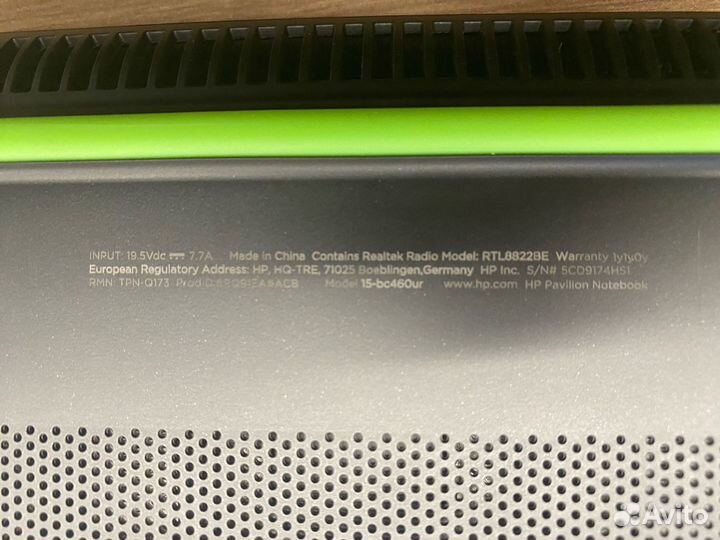 INPUT: 19.5Vdc ⎓ 7.7A Made in China Contains Realtek Radio Model: RTL8822BE Warranty 1y1y0y
European Regulatory Address: HP, HQ-TRE, 71025 Boeblingen, Germany HP Inc. S/N# 5CD9174HS1
RMN: TPN-Q173 Prod ID Model 15-bc460ur www.hp.com HP Pavilion Notebook
Avito